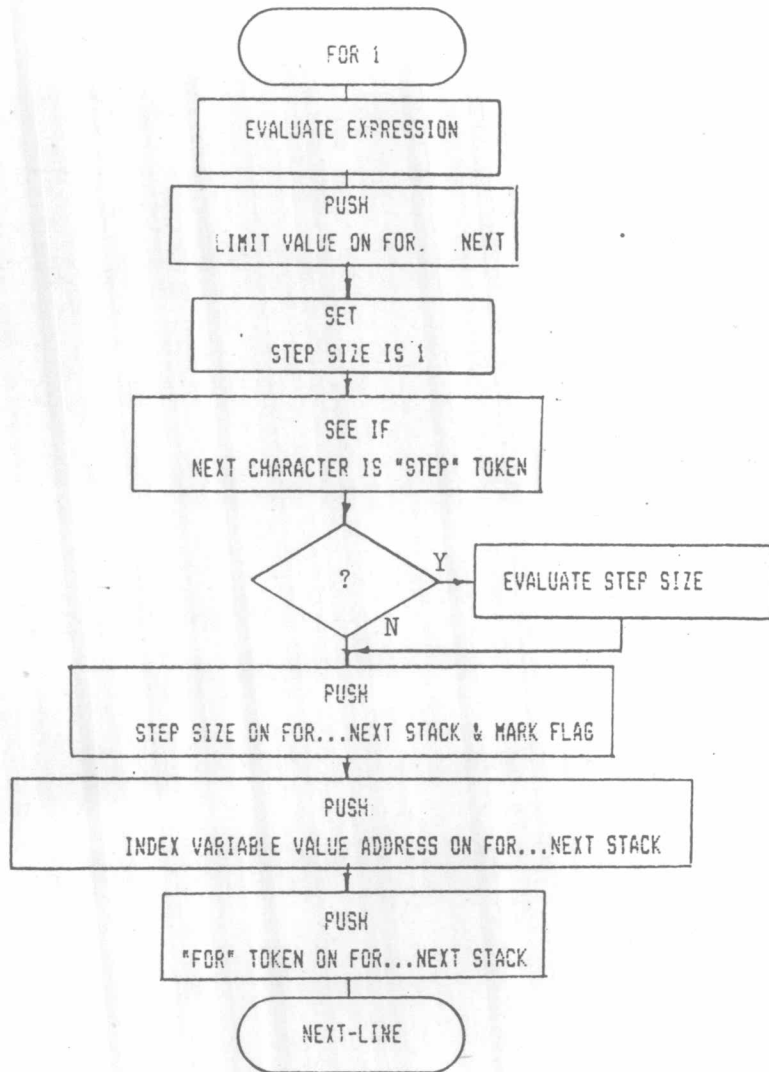 FOR 1
EVALUATE EXPRESSION
PUSH
LIMIT VALUE ON FOR. .NEXT
SET
STEP SIZE IS 1
SEE IF
NEXT CHARACTER IS "STEP" TOKEN
?
Y
EVALUATE STEP SIZE
N
PUSH
STEP SIZE ON FOR...NEXT STACK & MARK FLAG
PUSH
INDEX VARIABLE VALUE ADDRESS ON FOR...NEXT STACK
PUSH
"FOR" TOKEN ON FOR...NEXT STACK
NEXT-LINE